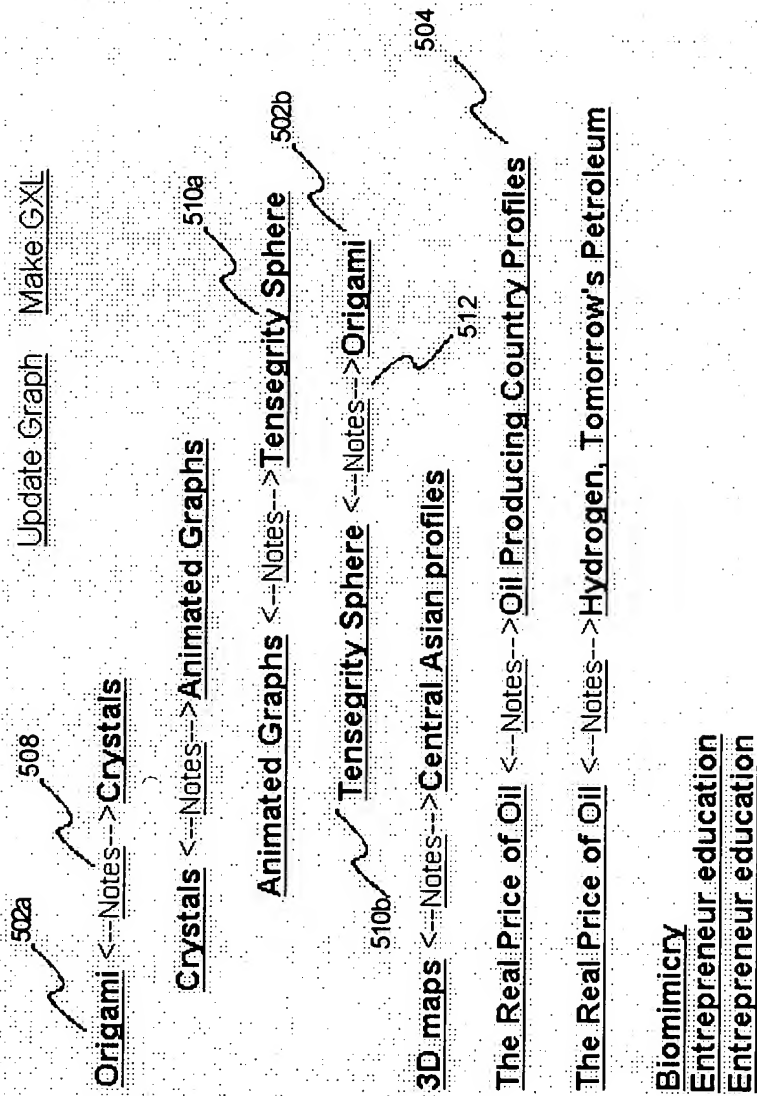 Update Graph Make GXL
502a 508
Origami <--Notes-->Crystals
Crystals <--Notes-->Animated Graphs
510a
Animated Graphs <--Notes-->Tensegrity Sphere
502b
Tensegrity Sphere <--Notes-->Origami
510b 512
3D maps <--Notes-->Central Asian profiles
504
The Real Price of Oil <--Notes-->Oil Producing Country Profiles
The Real Price of Oil <--Notes-->Hydrogen, Tomorrow's Petroleum
Biomimicry
Entrepreneur education
Entrepreneur education